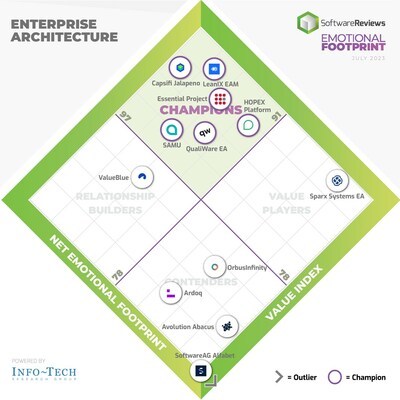 ENTERPRISE
ARCHITECTURE
SoftwareReviews
EMOTIONAL
FOOTPRINT
JULY 2023
Capsifi Jalapeno
LeanIX EAM
Essential Project
HOPEX
Platform
CHAMPIONS
97
91
SAMU
qw
QualiWare EA
ValueBlue
Sparx Systems EA
RELATIONSHIP
BUILDERS
VALUE
PLAYERS
OrbusInfinity
78
78
CONTENDERS
Ardoq
Avolution Abacus
SoftwareAG Alfabet
NET EMOTIONAL FOOTPRINT
VALUE INDEX
POWERED BY
INFO~TECH
RESEARCH GROUP
= Outlier
= Champion